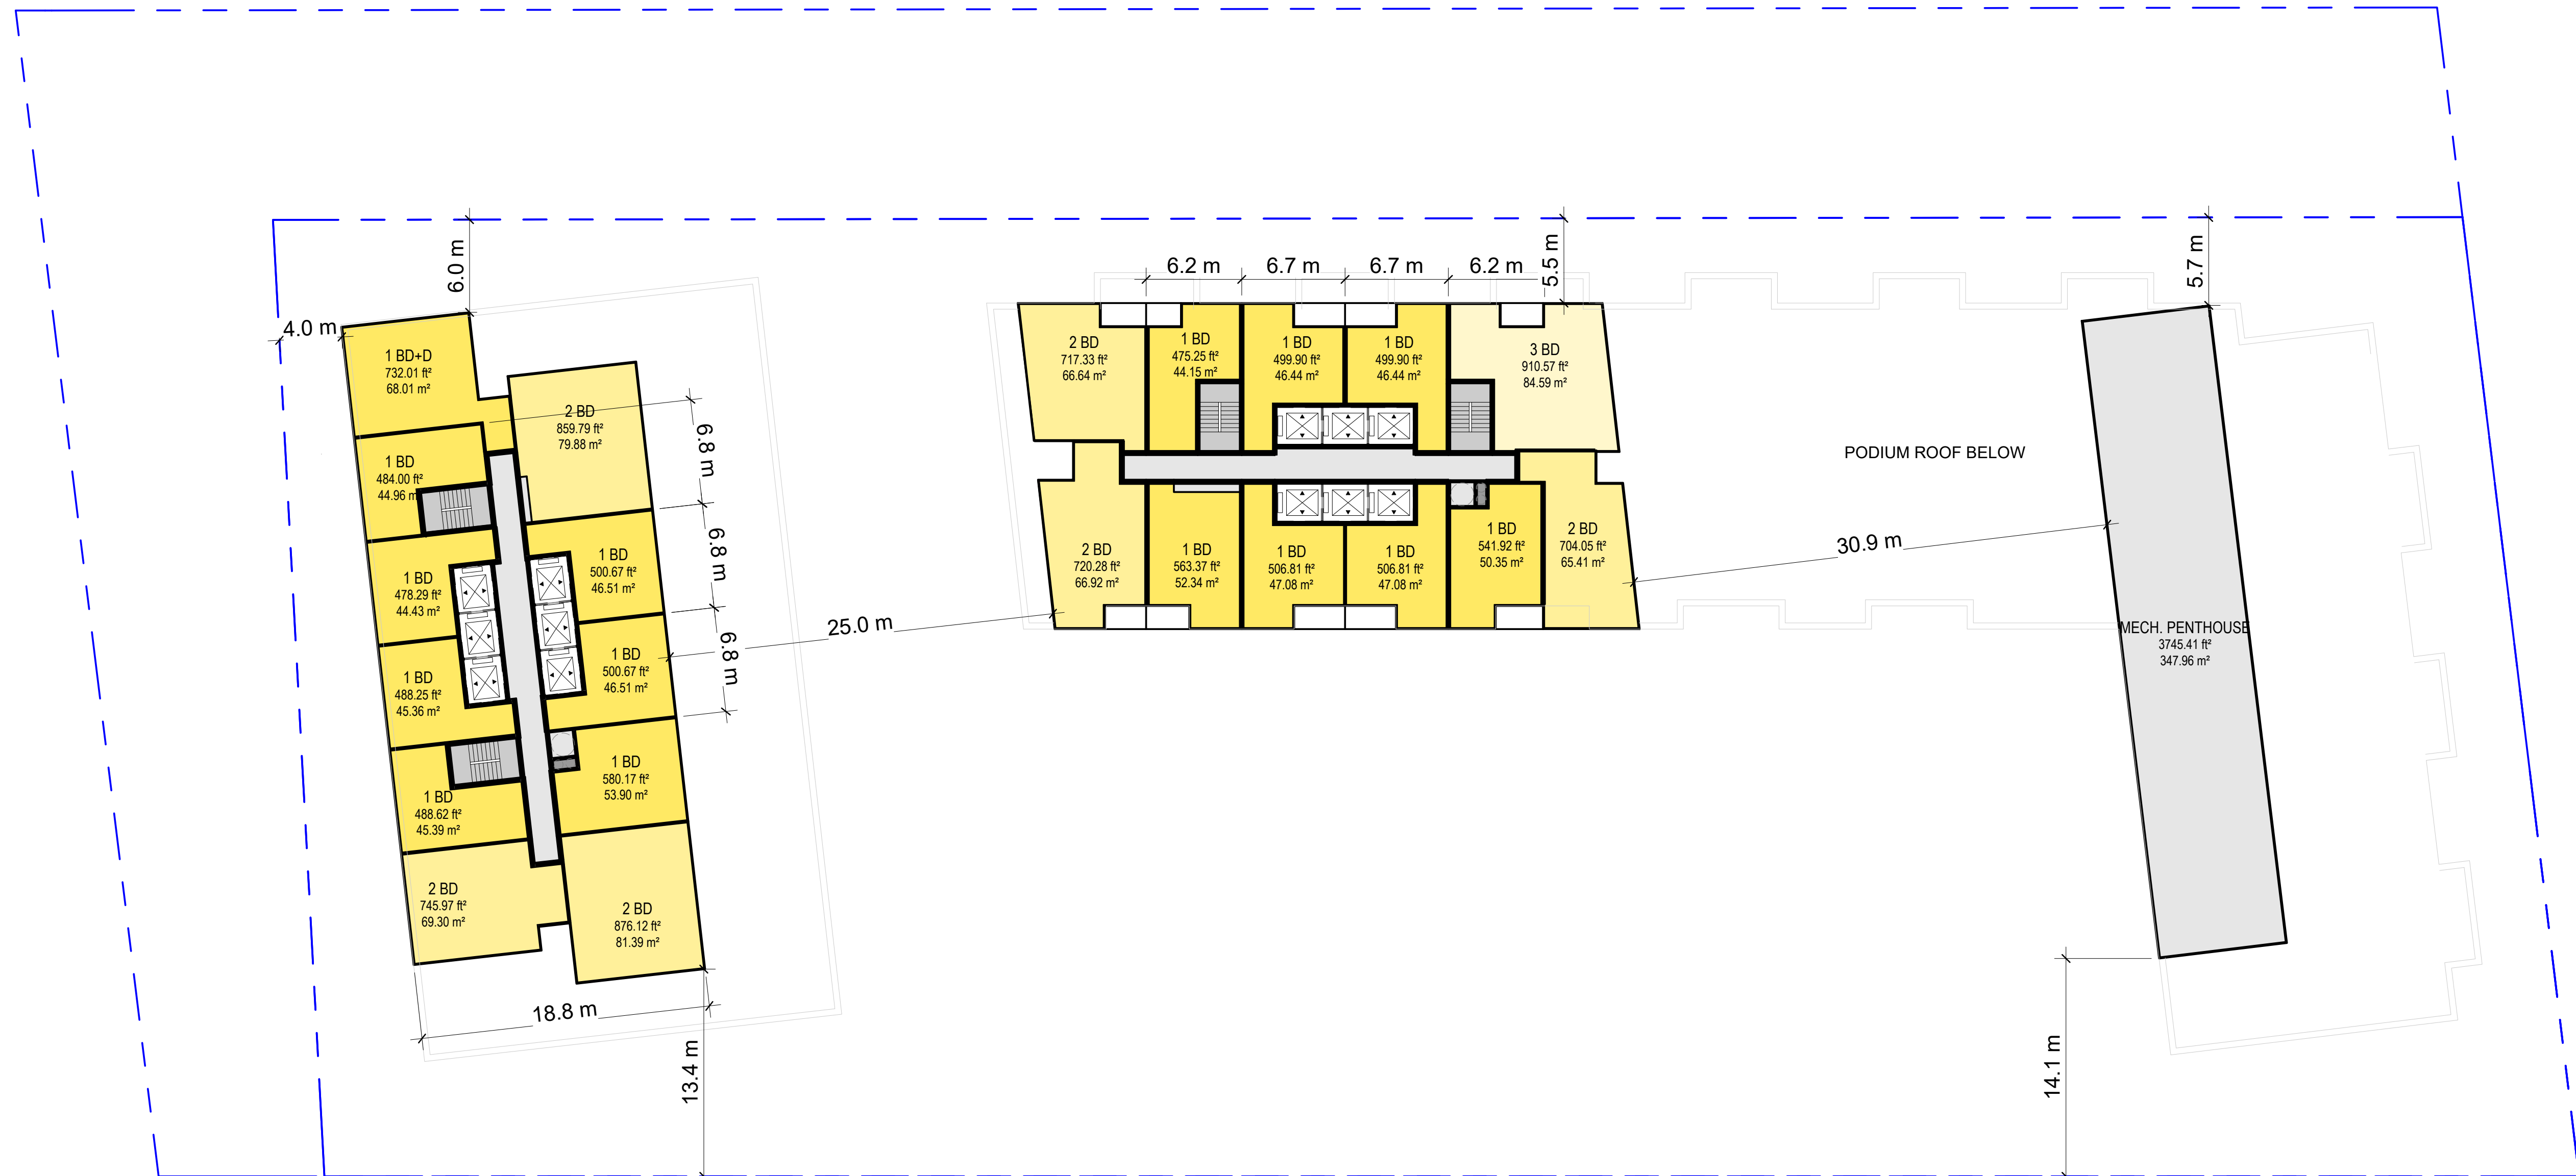 6.0 m
4.0 m
1 BD+D
732.01 ft²
68.01 m²
2 BD
859.79 ft²
79.88 m²
6.8 m
1 BD
484.00 ft²
44.96 m
6.8 m
1 BD
500.67 ft²
46.51 m²
1 BD
478.29 ft²
44.43 m²
6.8 m
1 BD
500.67 ft²
46.51 m²
1 BD
488.25 ft²
45.36 m²
1 BD
580.17 ft²
53.90 m²
1 BD
488.62 ft²
45.39 m²
2 BD
745.97 ft²
69.30 m²
2 BD
876.12 ft²
81.39 m²
18.8 m
13.4 m
25.0 m
6.2 m
6.7 m
6.7 m
6.2 m
5.5 m
2 BD
717.33 ft²
66.64 m²
1 BD
475.25 ft²
44.15 m²
1 BD
499.90 ft²
46.44 m²
1 BD
499.90 ft²
46.44 m²
3 BD
910.57 ft²
84.59 m²
2 BD
720.28 ft²
66.92 m²
1 BD
563.37 ft²
52.34 m²
1 BD
506.81 ft²
47.08 m²
1 BD
506.81 ft²
47.08 m²
1 BD
541.92 ft²
50.35 m²
2 BD
704.05 ft²
65.41 m²
PODIUM ROOF BELOW
30.9 m
5.7 m
MECH. PENTHOUSE
3745.41 ft²
347.96 m²
14.1 m